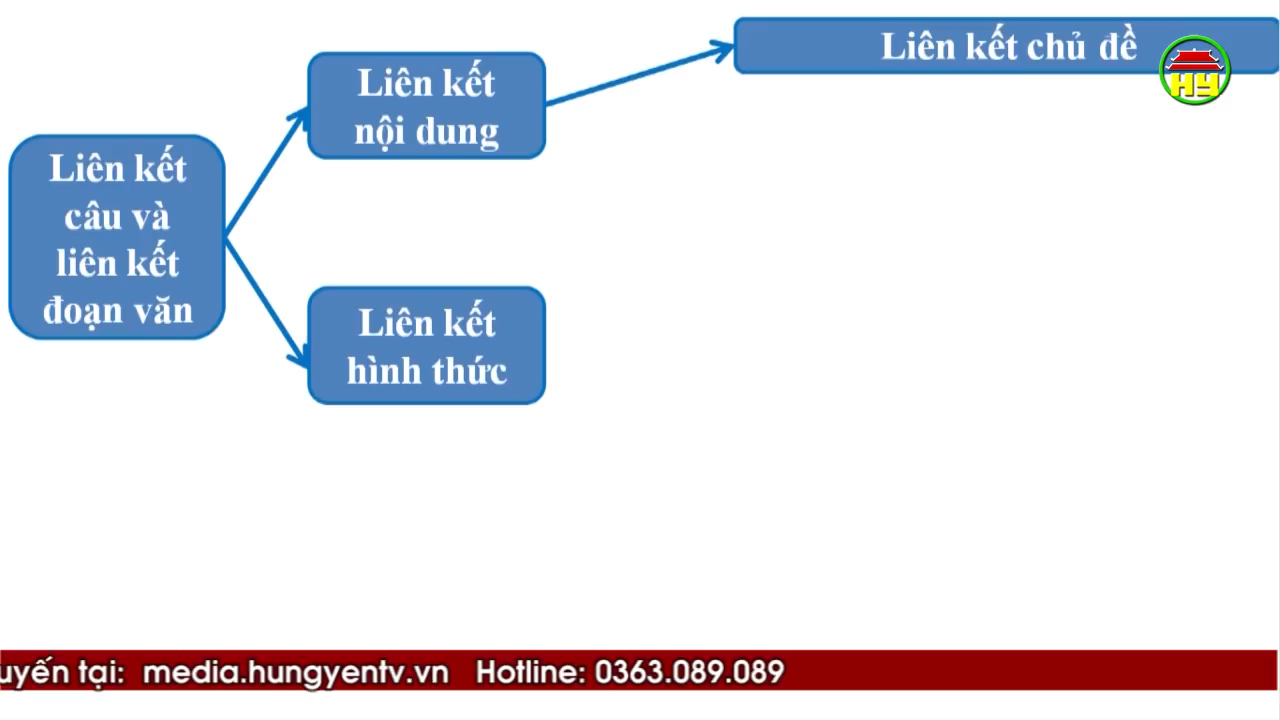 Liên kết chủ đề
HY
Liên kết
nội dung
Liên kết
câu và
liên kết
đoạn văn
Liên kết
hình thức
uyến tại: media.hungyentv.vn Hotline: 0363.089.089